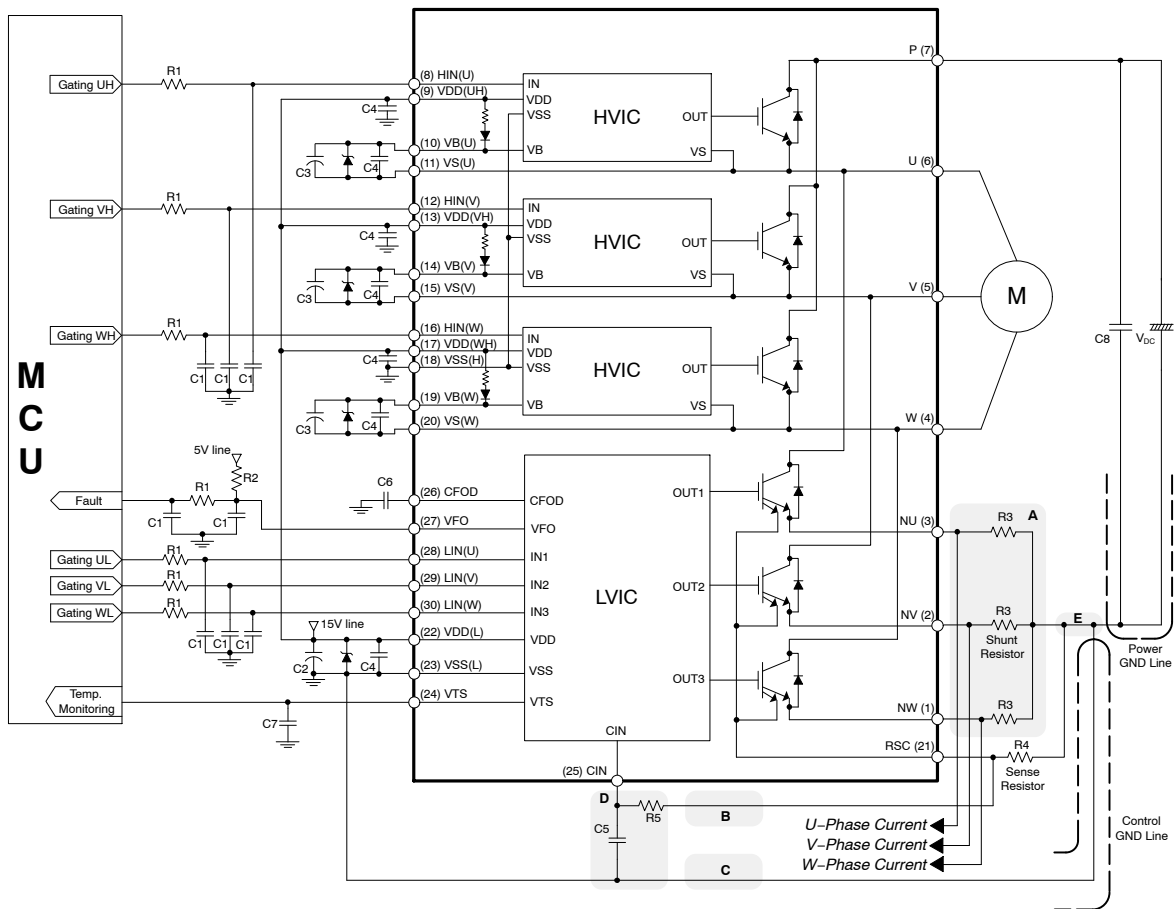 MCU
Gating UH
R1
Gating VH
R1
Gating WH
R1
C1 C1 C1
5V line
R2
Fault
R1
C1 C1
Gating UL
R1
Gating VL
R1
Gating WL
R1
C1 C1 C1
Temp. Monitoring
C7
15V line
C2 C4
C6
(8) HIN(U)
(9) VDD(UH)
C4
(10) VB(U)
(11) VS(U)
C3 C4
IN
VDD
VSS
VB
HVIC
OUT
VS
(12) HIN(V)
(13) VDD(VH)
C4
(14) VB(V)
(15) VS(V)
C3 C4
IN
VDD
VSS
VB
HVIC
OUT
VS
(16) HIN(W)
(17) VDD(WH)
(18) VSS(H)
C4
(19) VB(W)
(20) VS(W)
C3 C4
IN
VDD
VSS
VB
HVIC
OUT
VS
(26) CFOD
(27) VFO
(28) LIN(U)
(29) LIN(V)
(30) LIN(W)
(22) VDD(L)
(23) VSS(L)
(24) VTS
CFOD
VFO
IN1
IN2
IN3
VDD
VSS
VTS
LVIC
OUT1
OUT2
OUT3
CIN
(25) CIN
P (7)
U (6)
V (5)
W (4)
M
C8
VDC
NU (3)
NV (2)
NW (1)
RSC (21)
R3
A
R3
Shunt
Resistor
R3
E
R4
Sense
Resistor
Power
GND Line
Control
GND Line
D
R5
B
C5
C
U−Phase Current
V−Phase Current
W−Phase Current